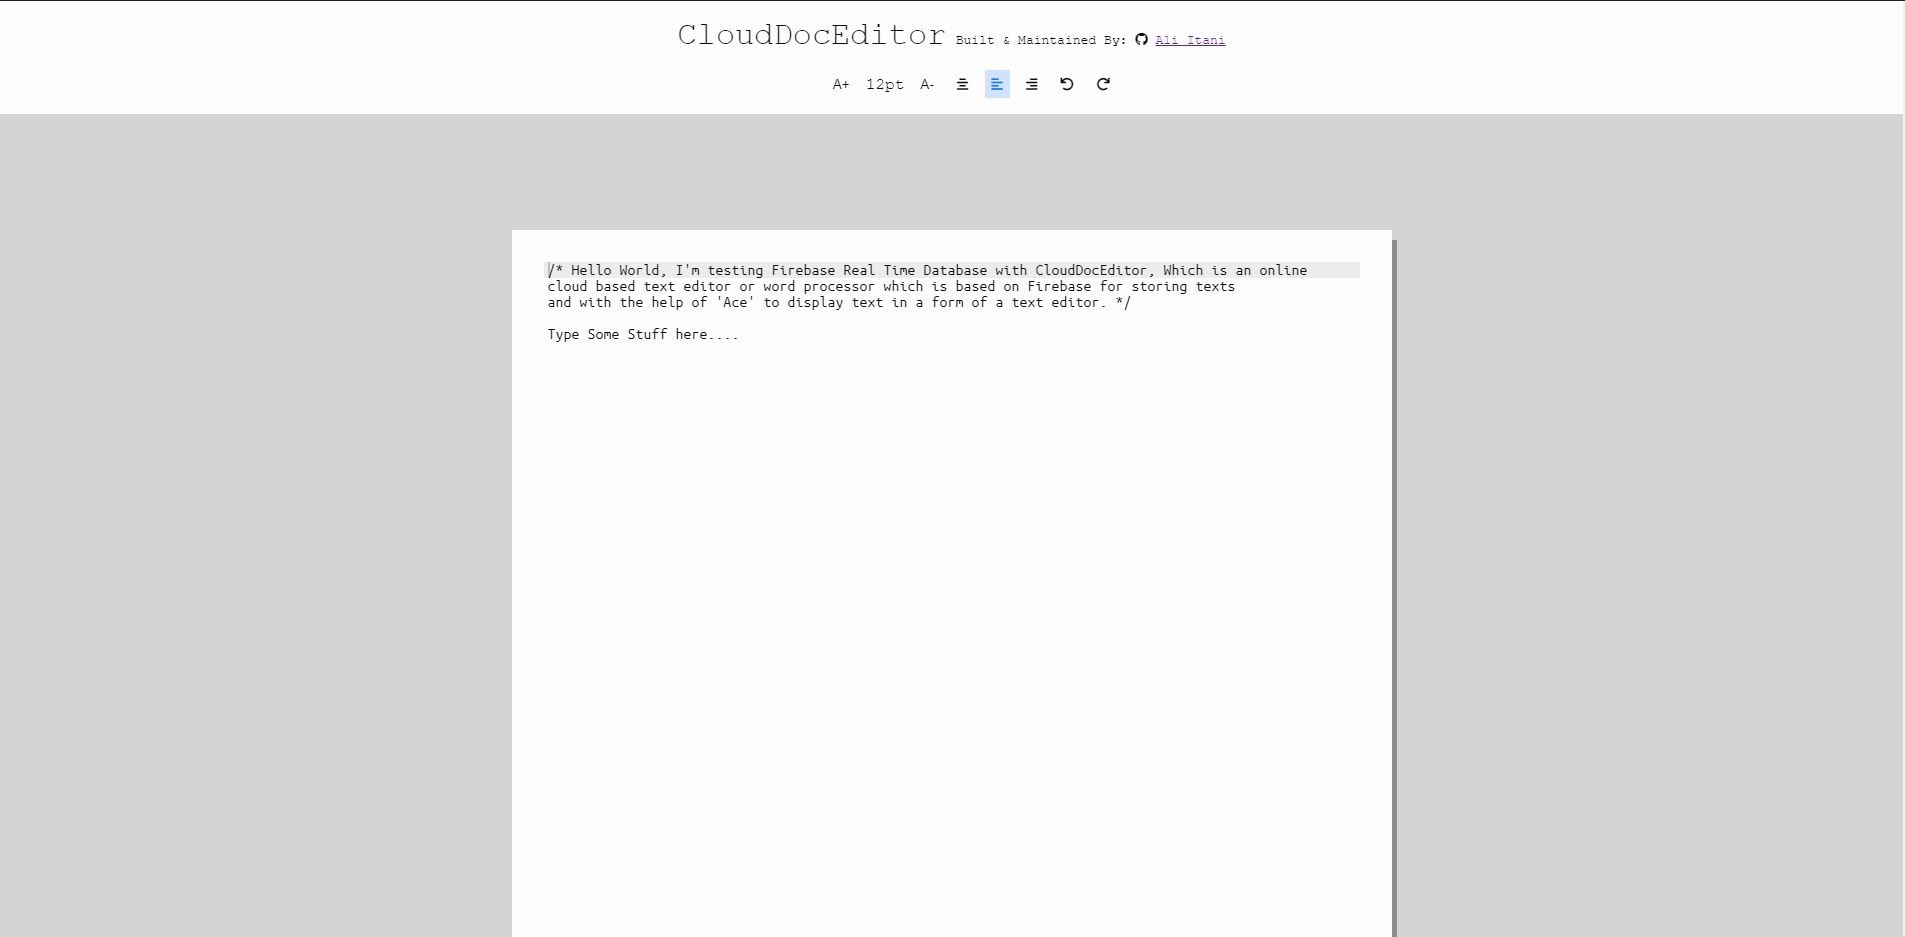 CloudDocEditor Built & Maintained By: Ali Itani
A+ 12pt A-
/* Hello World, I'm testing Firebase Real Time Database with CloudDocEditor, Which is an online
cloud based text editor or word processor which is based on Firebase for storing texts
and with the help of 'Ace' to display text in a form of a text editor. */
Type Some Stuff here....